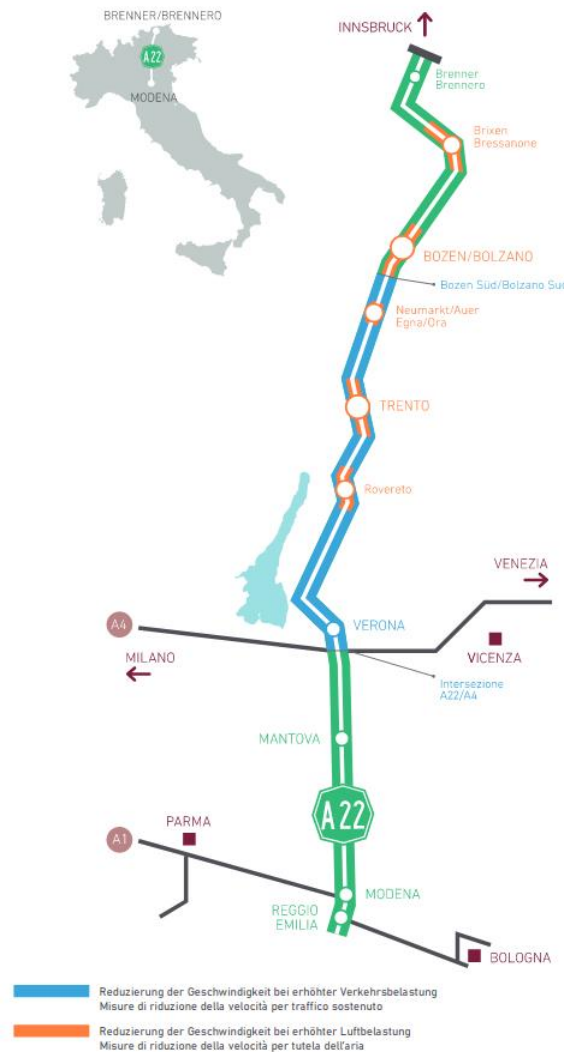 BRENNER/BRENNERO
A22
MODENA
INNSBRUCK
Brenner
Brennero
Brixen
Bressanone
BOZEN/BOLZANO
Bozen Süd/Bolzano Sud
Neumarkt/Auer
Egna/Ora
TRENTO
Rovereto
VENEZIA
A4
VERONA
MILANO
VICENZA
Intersezione
A22/A4
MANTOVA
A22
PARMA
A1
MODENA
REGGIO
EMILIA
BOLOGNA
Reduzierung der Geschwindigkeit bei erhöhter Verkehrsbelastung
Misure di riduzione della velocità per traffico sostenuto
Reduzierung der Geschwindigkeit bei erhöhter Luftbelastung
Misure di riduzione della velocità per tutela dell'aria